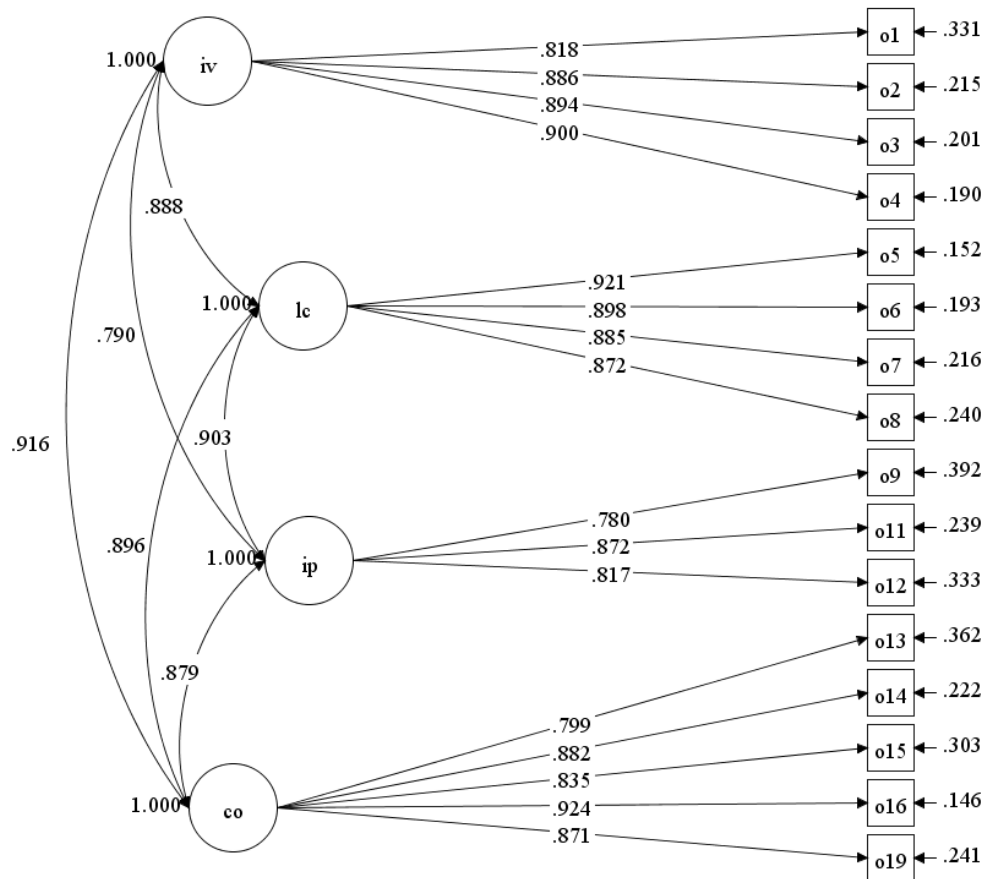 o1 .331
1.000 iv .818
.886 o2 .215
.894 o3 .201
.900 o4 .190
.888
o5 .152
.921
1.000 lc .898 o6 .193
.885 o7 .216
.872
.790 o8 .240
.916 .903
o9 .392
.780
.896 .872 o11 .239
1.000 ip .817 o12 .333
o13 .362
.879
o14 .222
.799
.882 o15 .303
.835
1.000 co .924 o16 .146
.871 o19 .241